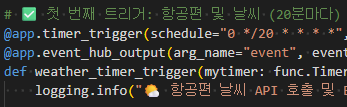 # ✅ 첫 번째 트리거: 항공편 및 날씨 (20분마다)
@app.timer_trigger(schedule="0 */20 * * * *",
@app.event_hub_output(arg_name="event", event
def weather_timer_trigger(mytimer: func.Timer
logging.info("🌤 항공편 날씨 API 호출 및 E